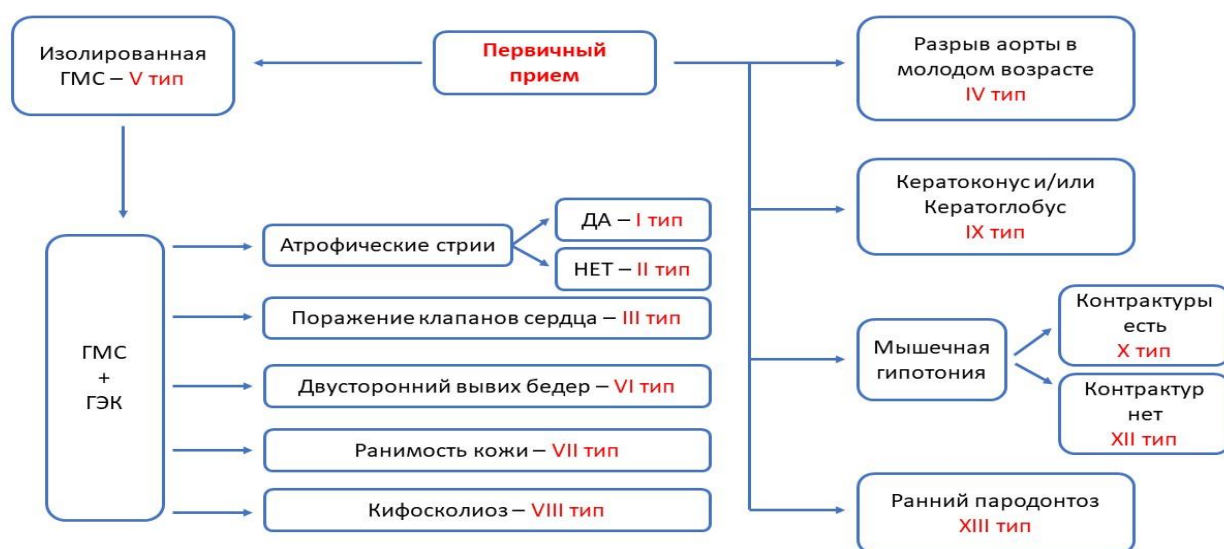 Изолированная
ГМС – V тип
Первичный
прием
Разрыв аорты в
молодом возрасте
IV тип
Кератоконус и/или
Кератоглобус
IX тип
ГМС
+
ГЭК
Атрофические стрии
ДА – I тип
НЕТ – II тип
Поражение клапанов сердца – III тип
Двусторонний вывих бедер – VI тип
Ранимость кожи – VII тип
Кифосколиоз – VIII тип
Мышечная
гипотония
Контрактуры
есть
X тип
Контрактур
нет
XII тип
Ранний пародонтоз
XIII тип